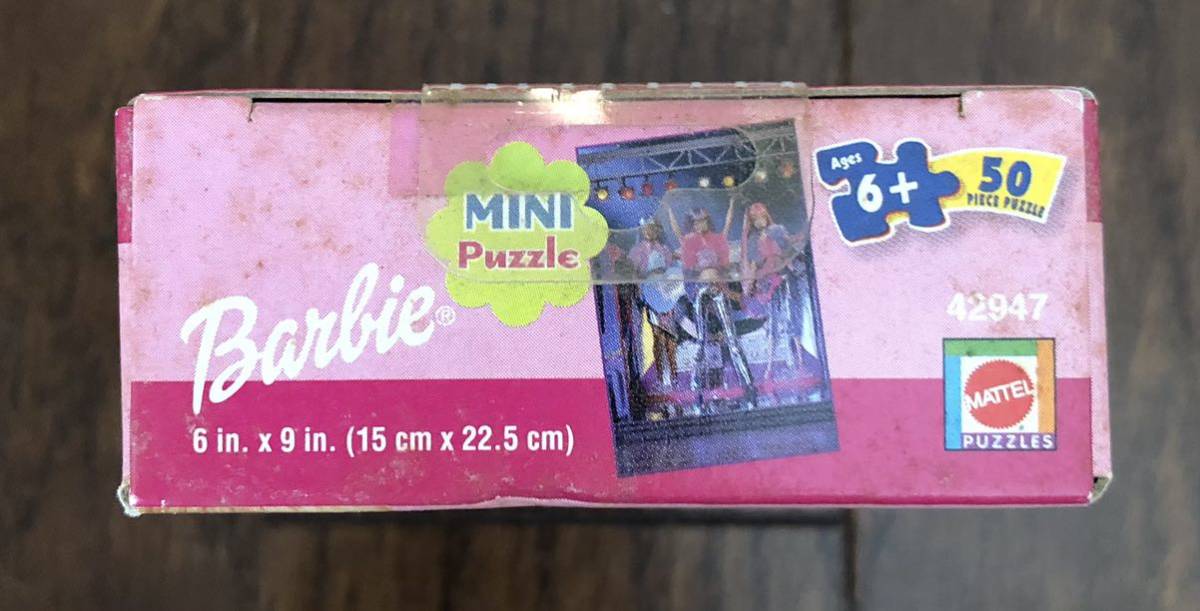 MINI
Puzzle
Barbie®
6 in. x 9 in. (15 cm x 22.5 cm)
Ages
6+
50
PIECE PUZZLE
42947
MATTEL
PUZZLES